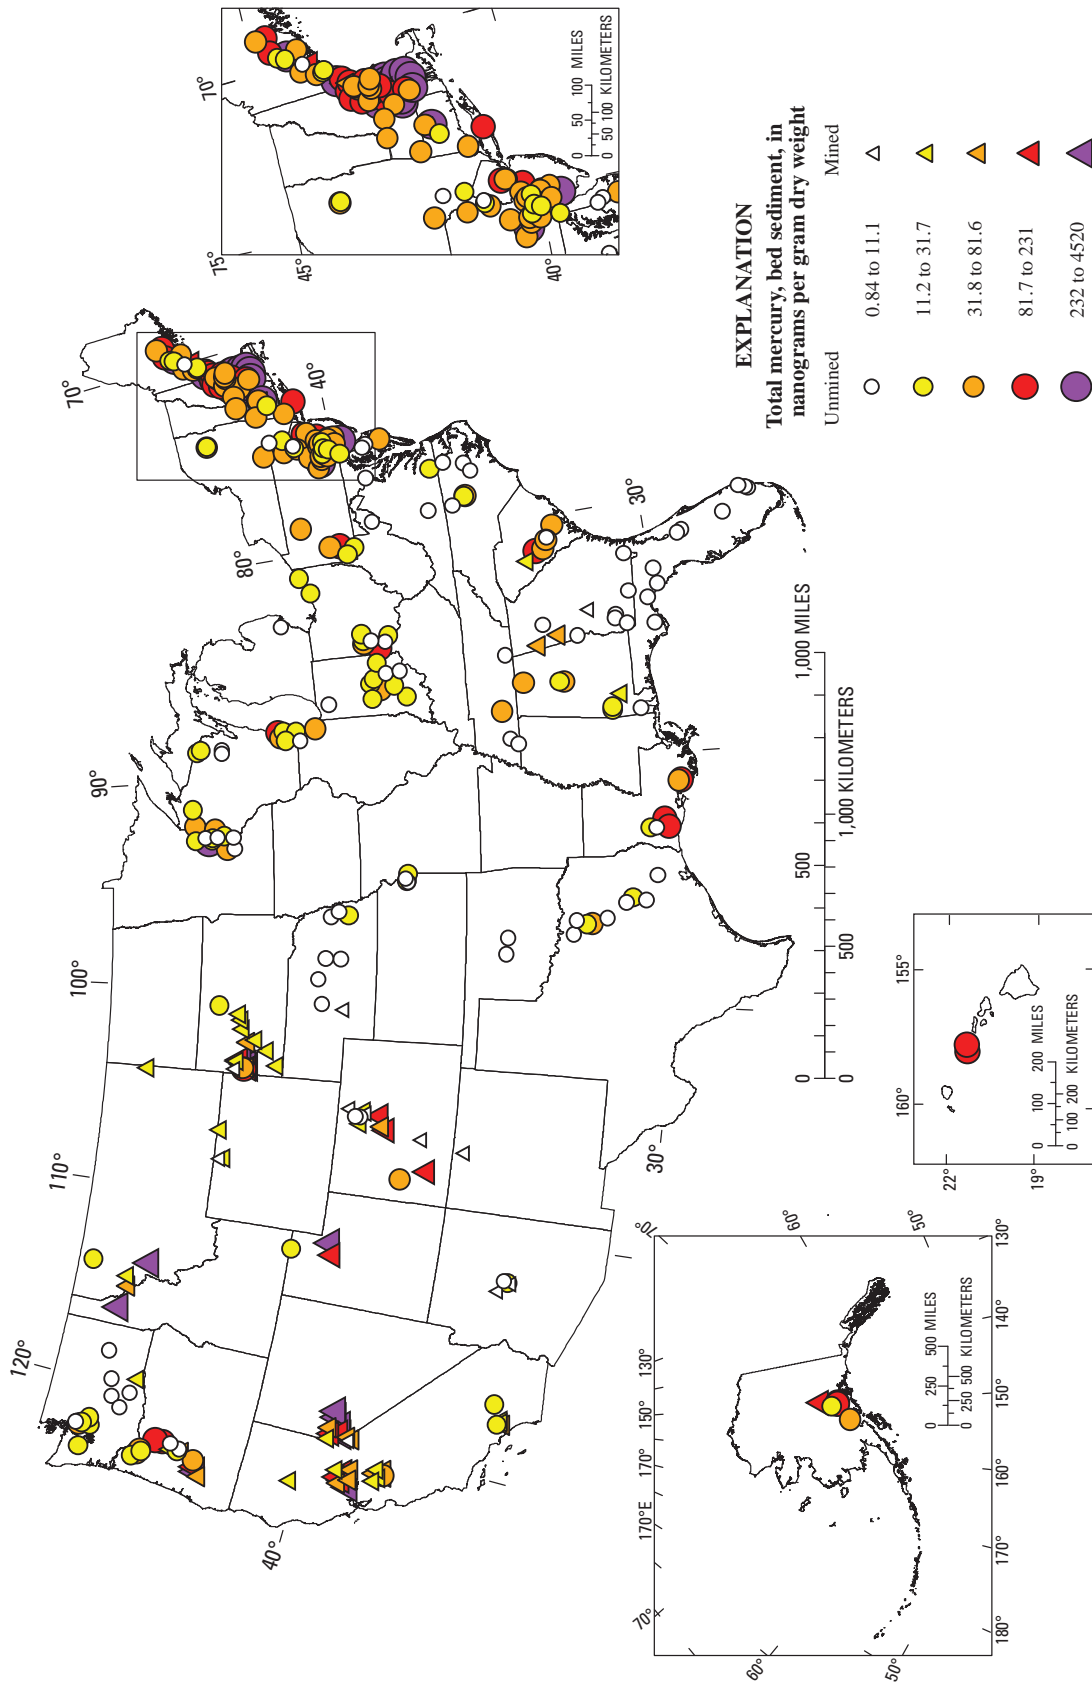 120°
110°
100°
90°
80°
70°
40°
40°
30°
30°
0 500 1,000 MILES
0 500 1,000 KILOMETERS
75°
70°
45°
40°
0 50 100 MILES
0 50 100 KILOMETERS
EXPLANATION
Total mercury, bed sediment, in
nanograms per gram dry weight
Unmined Mined
0.84 to 11.1
11.2 to 31.7
31.8 to 81.6
81.7 to 231
232 to 4520
70°
170°E
170°
150°
130°
70°
60°
60°
50°
50°
180°
170°
160°
150°
140°
130°
0 250 500 MILES
0 250 500 KILOMETERS
160°
155°
22°
19°
0 100 200 MILES
0 100 200 KILOMETERS